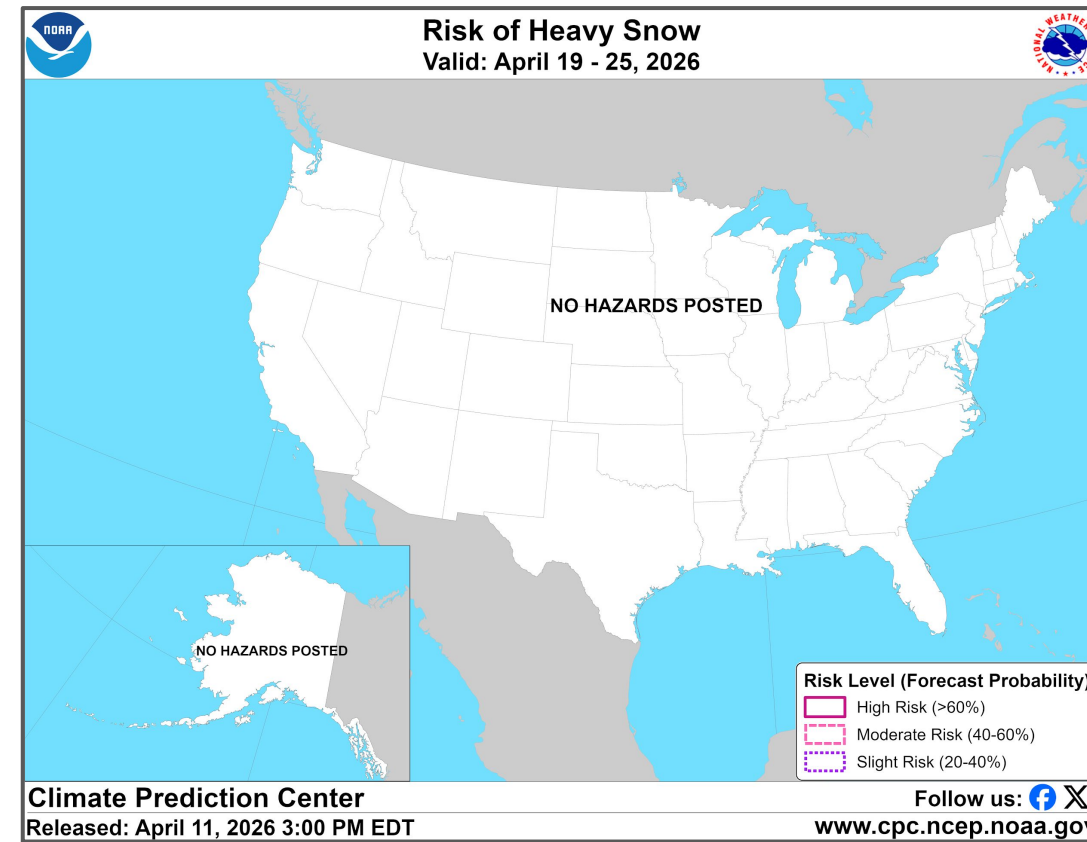 NOAA
Risk of Heavy Snow
Valid: April 19 - 25, 2026
NATIONAL WEATHER
NO HAZARDS POSTED
NO HAZARDS POSTED
Risk Level (Forecast Probability)
High Risk (>60%)
Moderate Risk (40-60%)
Slight Risk (20-40%)
Climate Prediction Center
Follow us:
Released: April 11, 2026 3:00 PM EDT
www.cpc.ncep.noaa.gov